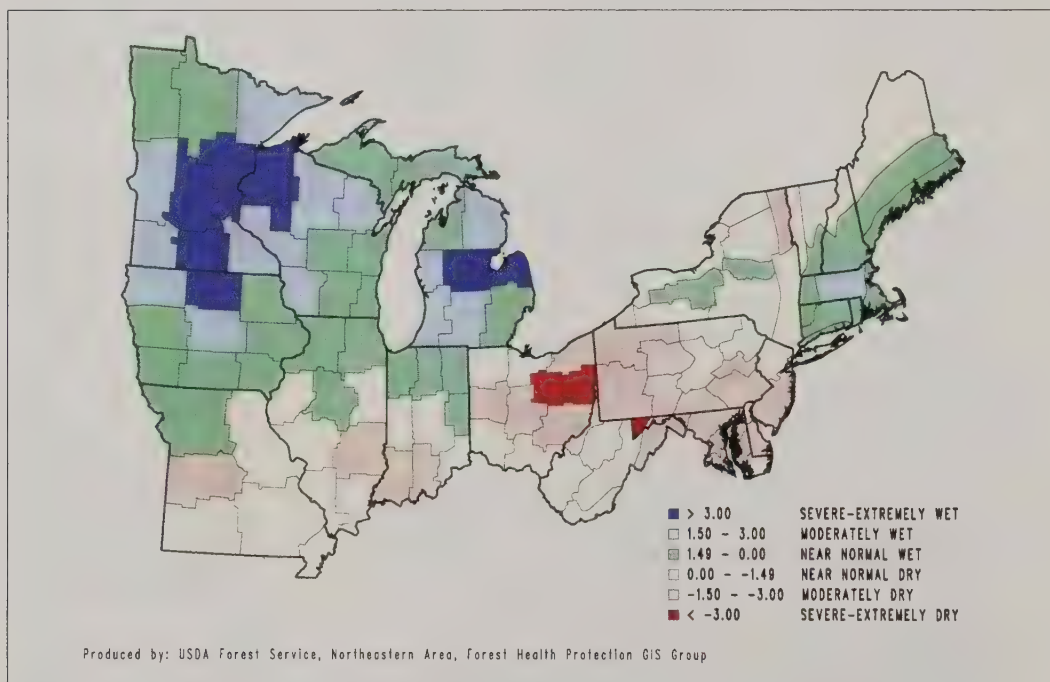 > 3.00 SEVERE-EXTREMELY WET
1.50 - 3.00 MODERATELY WET
1.49 - 0.00 NEAR NORMAL WET
0.00 - -1.49 NEAR NORMAL DRY
-1.50 - -3.00 MODERATELY DRY
< -3.00 SEVERE-EXTREMELY DRY
Produced by: USDA Forest Service, Northeastern Area, Forest Health Protection GIS Group